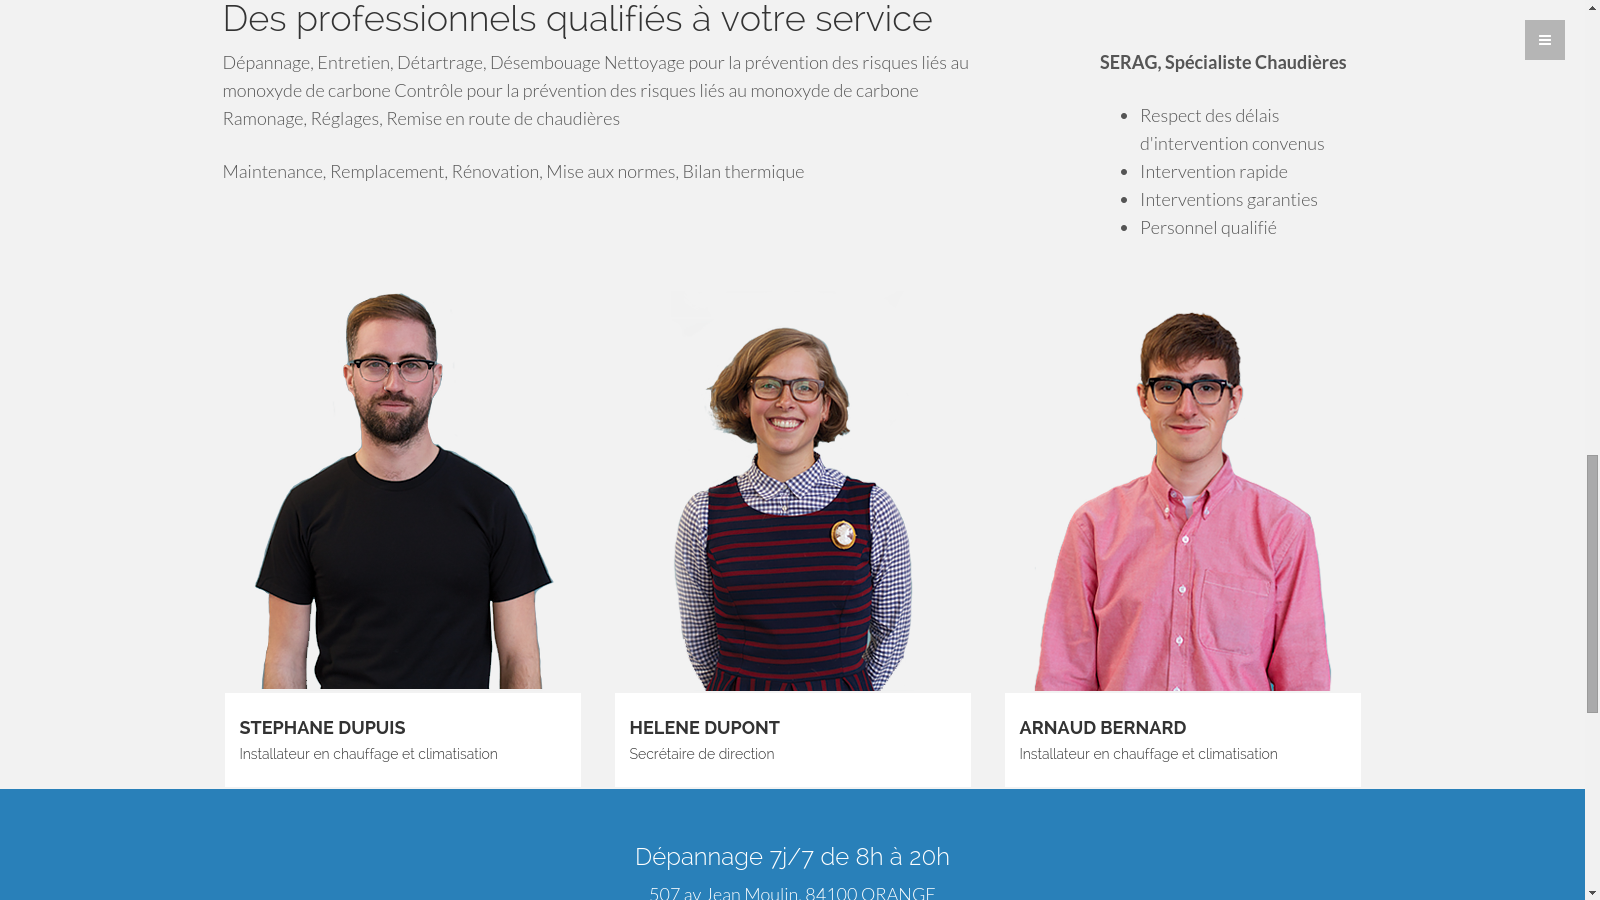 Des professionnels qualifiés à votre service
Dépannage, Entretien, Détartrage, Désembouage Nettoyage pour la prévention des risques liés au
monoxyde de carbone Contrôle pour la prévention des risques liés au monoxyde de carbone
Ramonage, Réglages, Remise en route de chaudières
Maintenance, Remplacement, Rénovation, Mise aux normes, Bilan thermique
SERAG, Spécialiste Chaudières
Respect des délais
d'intervention convenus
Intervention rapide
Interventions garanties
Personnel qualifié
STEPHANE DUPUIS
Installateur en chauffage et climatisation
HELENE DUPONT
Secrétaire de direction
ARNAUD BERNARD
Installateur en chauffage et climatisation
Dépannage 7j/7 de 8h à 20h
507 av Jean Moulin, 84100 ORANGE